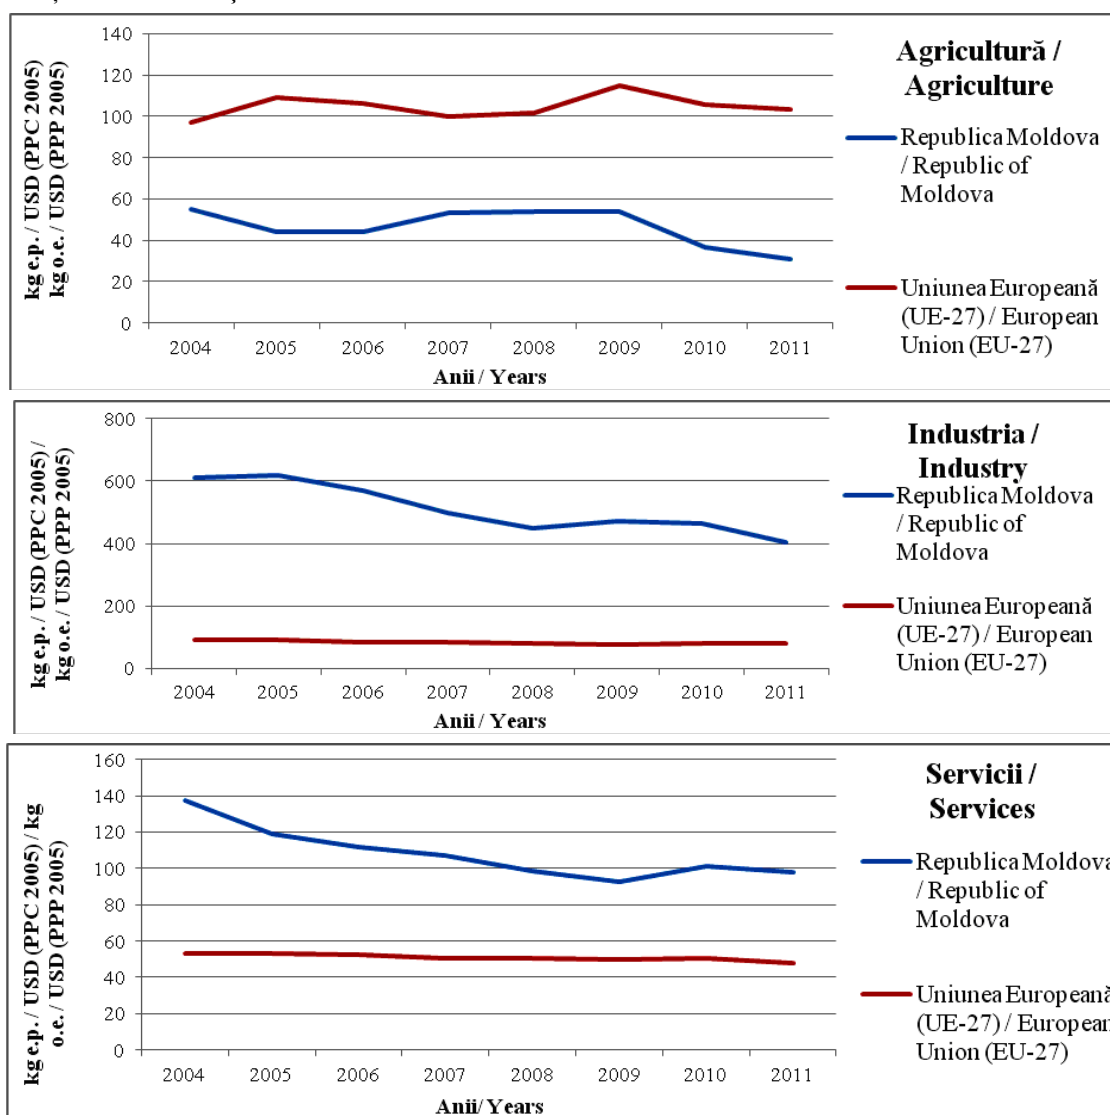 140
120
100
80
60
40
20
0
2004 2005 2006 2007 2008 2009 2010 2011
Anii / Years
kg e.p. / USD (PPC 2005)
kg o.e. / USD (PPP 2005)
Agricultură /
Agriculture
Republica Moldova
/ Republic of
Moldova
Uniunea Europeană
(UE-27) / European
Union (EU-27)
800
600
400
200
0
2004 2005 2006 2007 2008 2009 2010 2011
Anii / Years
kg e.p. / USD (PPC 2005) /
kg o.e. / USD (PPP 2005)
Industria /
Industry
Republica Moldova
/ Republic of
Moldova
Uniunea Europeană
(UE-27) / European
Union (EU-27)
160
140
120
100
80
60
40
20
0
2004 2005 2006 2007 2008 2009 2010 2011
Anii/ Years
kg e.p. / USD (PPC 2005) / kg
o.e. / USD (PPP 2005)
Servicii /
Services
Republica Moldova
/ Republic of
Moldova
Uniunea Europeană
(UE-27) / European
Union (EU-27)